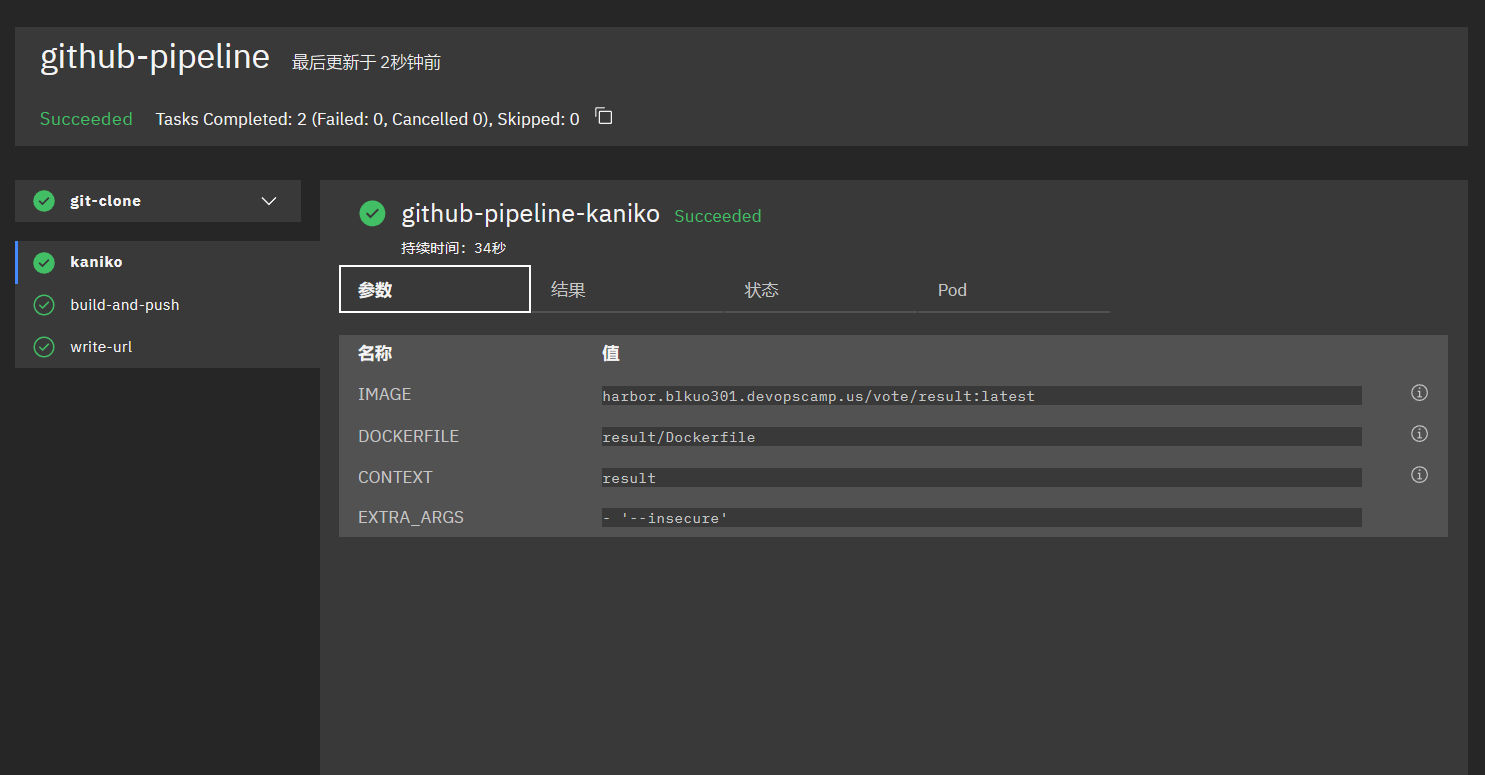 github-pipeline 最后更新于 2秒钟前
Succeeded Tasks Completed: 2 (Failed: 0, Cancelled 0), Skipped: 0
git-clone
kaniko
build-and-push
write-url
github-pipeline-kaniko Succeeded
持续时间：34秒
参数 结果 状态 Pod
名称 值
IMAGE harbor.blkuo301.devopscamp.us/vote/result:latest
DOCKERFILE result/Dockerfile
CONTEXT result
EXTRA_ARGS - '--insecure'